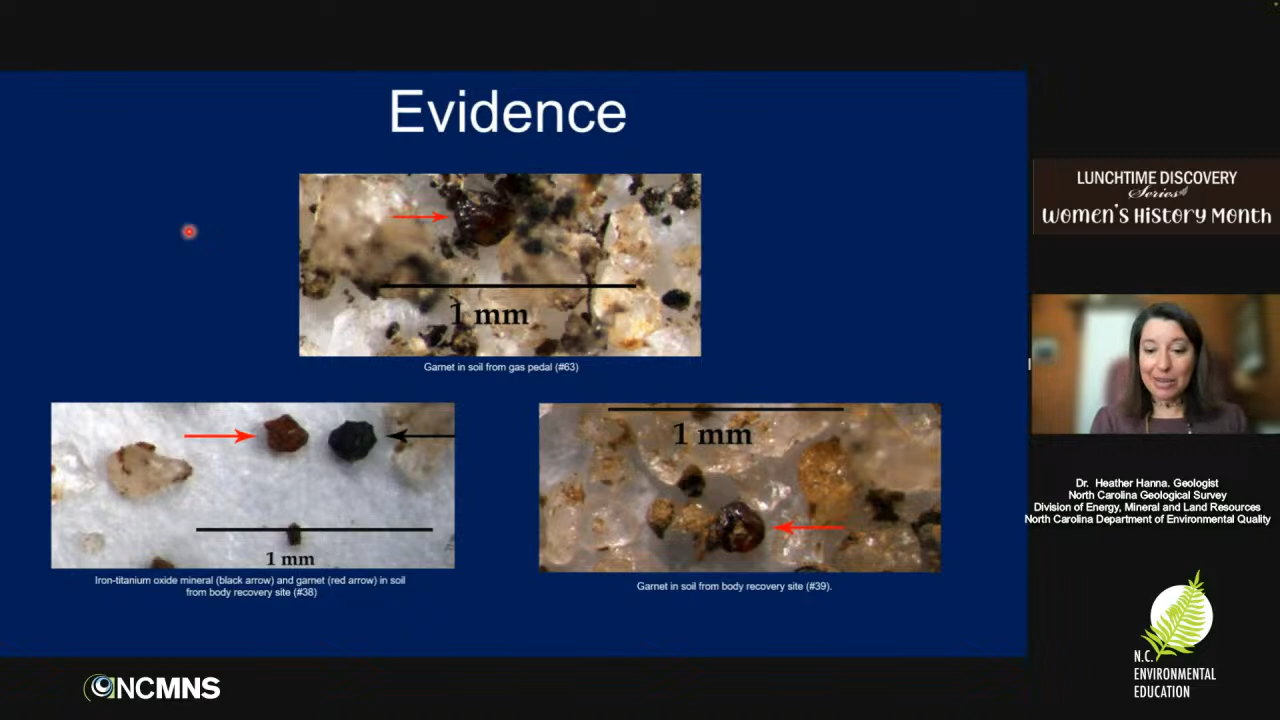 Evidence
1 mm
Garnet in soil from gas pedal (#63)
1 mm
Iron-titanium oxide mineral (black arrow) and garnet (red arrow) in soil
from body recovery site (#38)
1 mm
Garnet in soil from body recovery site (#39).
LUNCHTIME DISCOVERY
Series
Women's History Month
Dr. Heather Hanna. Geologist
North Carolina Geological Survey
Division of Energy, Mineral and Land Resources
North Carolina Department of Environmental Quality
NCMNS
N.C.
ENVIRONMENTAL
EDUCATION